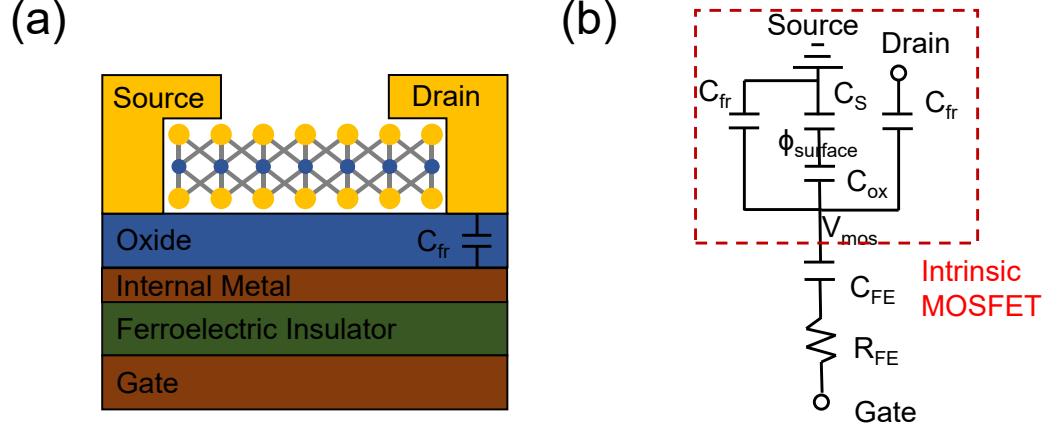 (a)
Source
Drain
Oxide
C_fr
Internal Metal
Ferroelectric Insulator
Gate
(b)
Source
Drain
C_fr
C_S
C_fr
ϕ_surface
C_ox
V_mos
C_FE
Intrinsic
MOSFET
R_FE
Gate